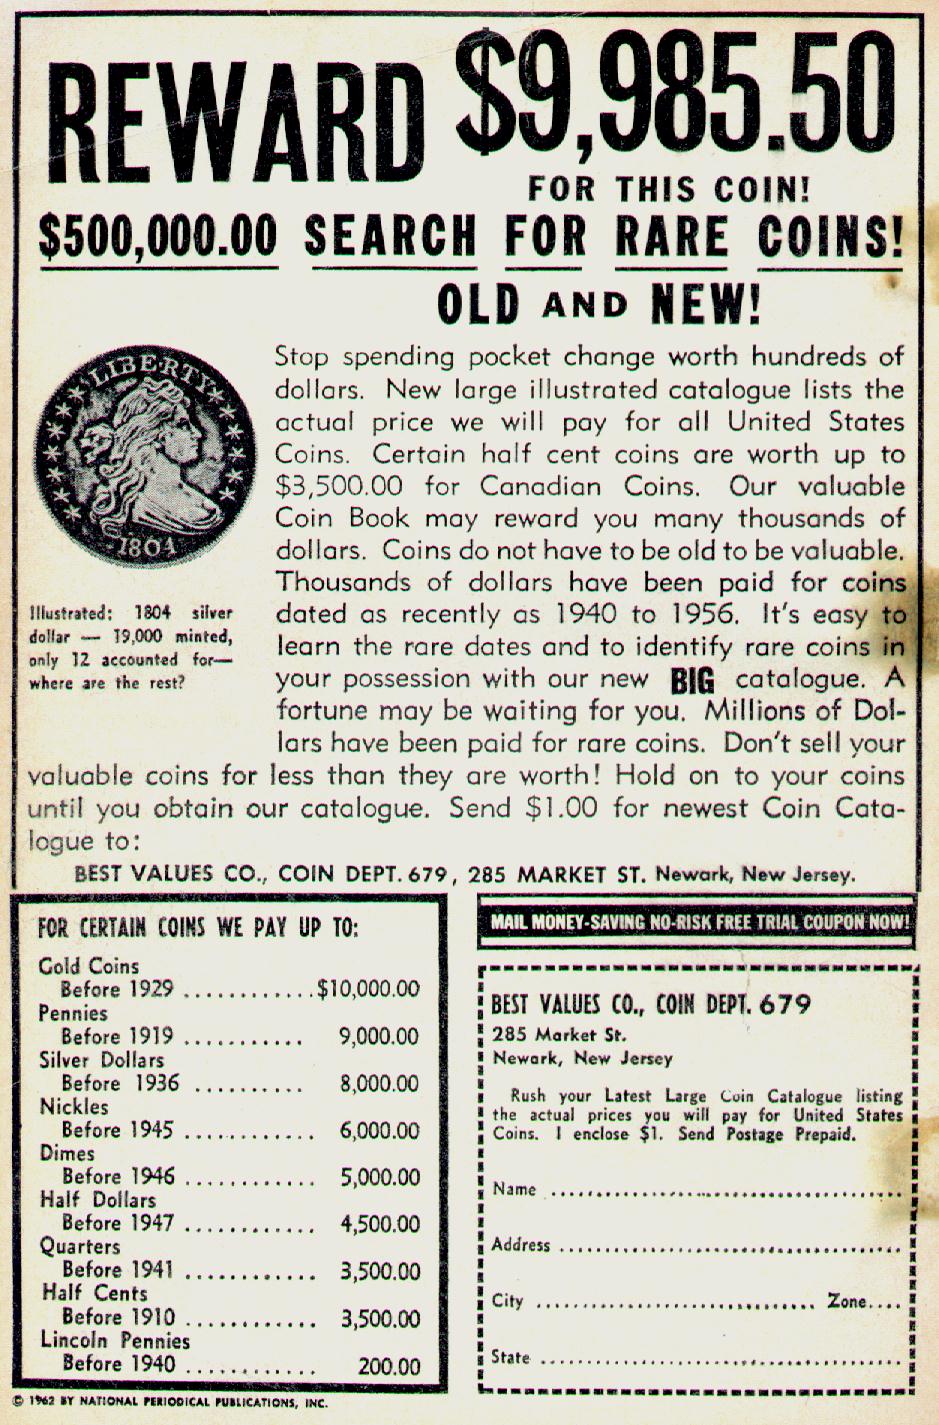 REWARD $9,985.50
FOR THIS COIN!
$500,000.00 SEARCH FOR RARE COINS!
OLD AND NEW!
LIBERTY
1804
Illustrated: 1804 silver
dollar — 19,000 minted,
only 12 accounted for—
where are the rest?
Stop spending pocket change worth hundreds of
dollars. New large illustrated catalogue lists the
actual price we will pay for all United States
Coins. Certain half cent coins are worth up to
$3,500.00 for Canadian Coins. Our valuable
Coin Book may reward you many thousands of
dollars. Coins do not have to be old to be valuable.
Thousands of dollars have been paid for coins
dated as recently as 1940 to 1956. It's easy to
learn the rare dates and to identify rare coins in
your possession with our new BIG catalogue. A
fortune may be waiting for you. Millions of Dol-
lars have been paid for rare coins. Don't sell your
valuable coins for less than they are worth! Hold on to your coins
until you obtain our catalogue. Send $1.00 for newest Coin Cata-
logue to:
BEST VALUES CO., COIN DEPT. 679, 285 MARKET ST. Newark, New Jersey.
FOR CERTAIN COINS WE PAY UP TO:
Gold Coins
Before 1929 ............$10,000.00
Pennies
Before 1919 ........... 9,000.00
Silver Dollars
Before 1936 .......... 8,000.00
Nickles
Before 1945 ............ 6,000.00
Dimes
Before 1946 ............ 5,000.00
Half Dollars
Before 1947 ............ 4,500.00
Quarters
Before 1941 ............ 3,500.00
Half Cents
Before 1910 ............ 3,500.00
Lincoln Pennies
Before 1940 ........... 200.00
MAIL MONEY-SAVING NO-RISK FREE TRIAL COUPON NOW!
BEST VALUES CO., COIN DEPT. 679
285 Market St.
Newark, New Jersey
Rush your Latest Large Coin Catalogue listing
the actual prices you will pay for United States
Coins. I enclose $1. Send Postage Prepaid.
Name ........................................
Address ........................................
City ................................ Zone....
State ........................................
© 1962 BY NATIONAL PERIODICAL PUBLICATIONS, INC.